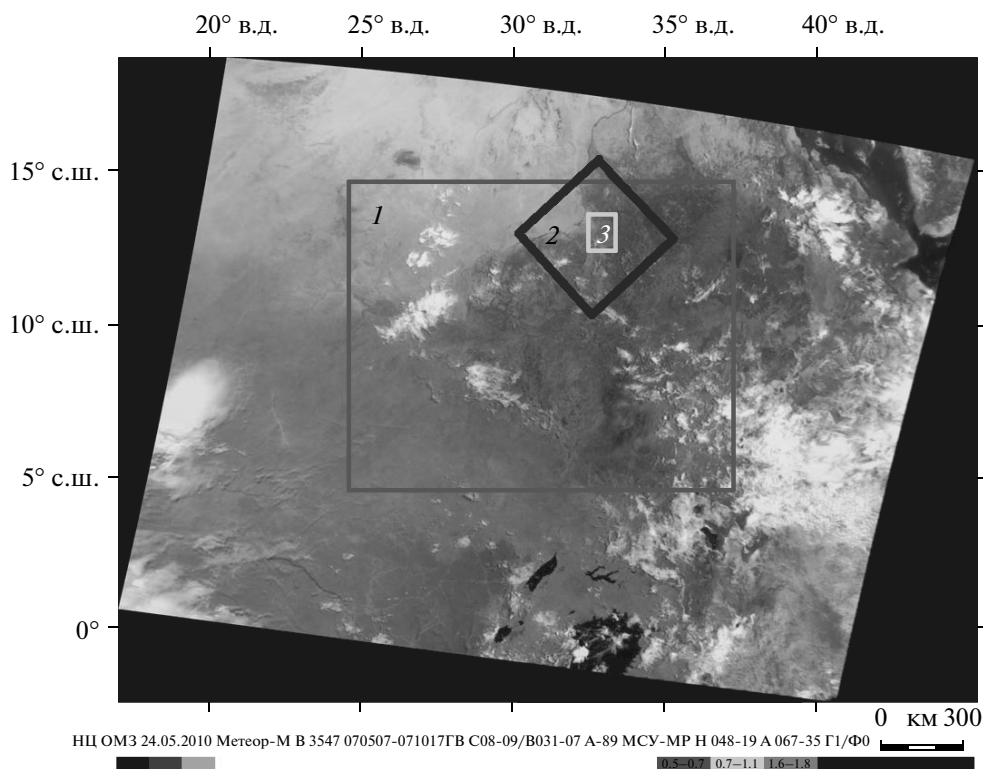 20° в.д. 25° в.д. 30° в.д. 35° в.д. 40° в.д.
15° с.ш.
1
2
3
10° с.ш.
5° с.ш.
0°
0 км 300
НЦ ОМЗ 24.05.2010 Метеор-М В 3547 070507-071017ГВ С08-09/В031-07 А-89 МСУ-МР Н 048-19 А 067-35 Г1/Ф0
0.5–0.7 0.7–1.1 1.6–1.8